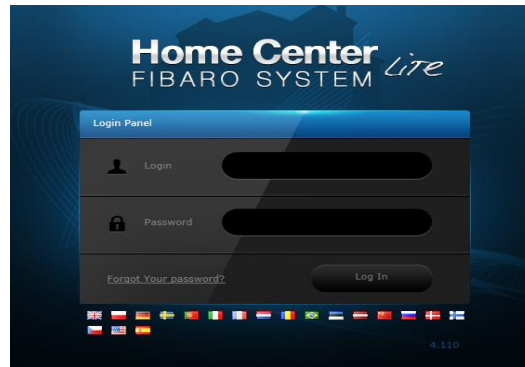 Home Center Lite
FIBARO SYSTEM
Login Panel
Login
Password
Forgot Your password?
Log In
4.110